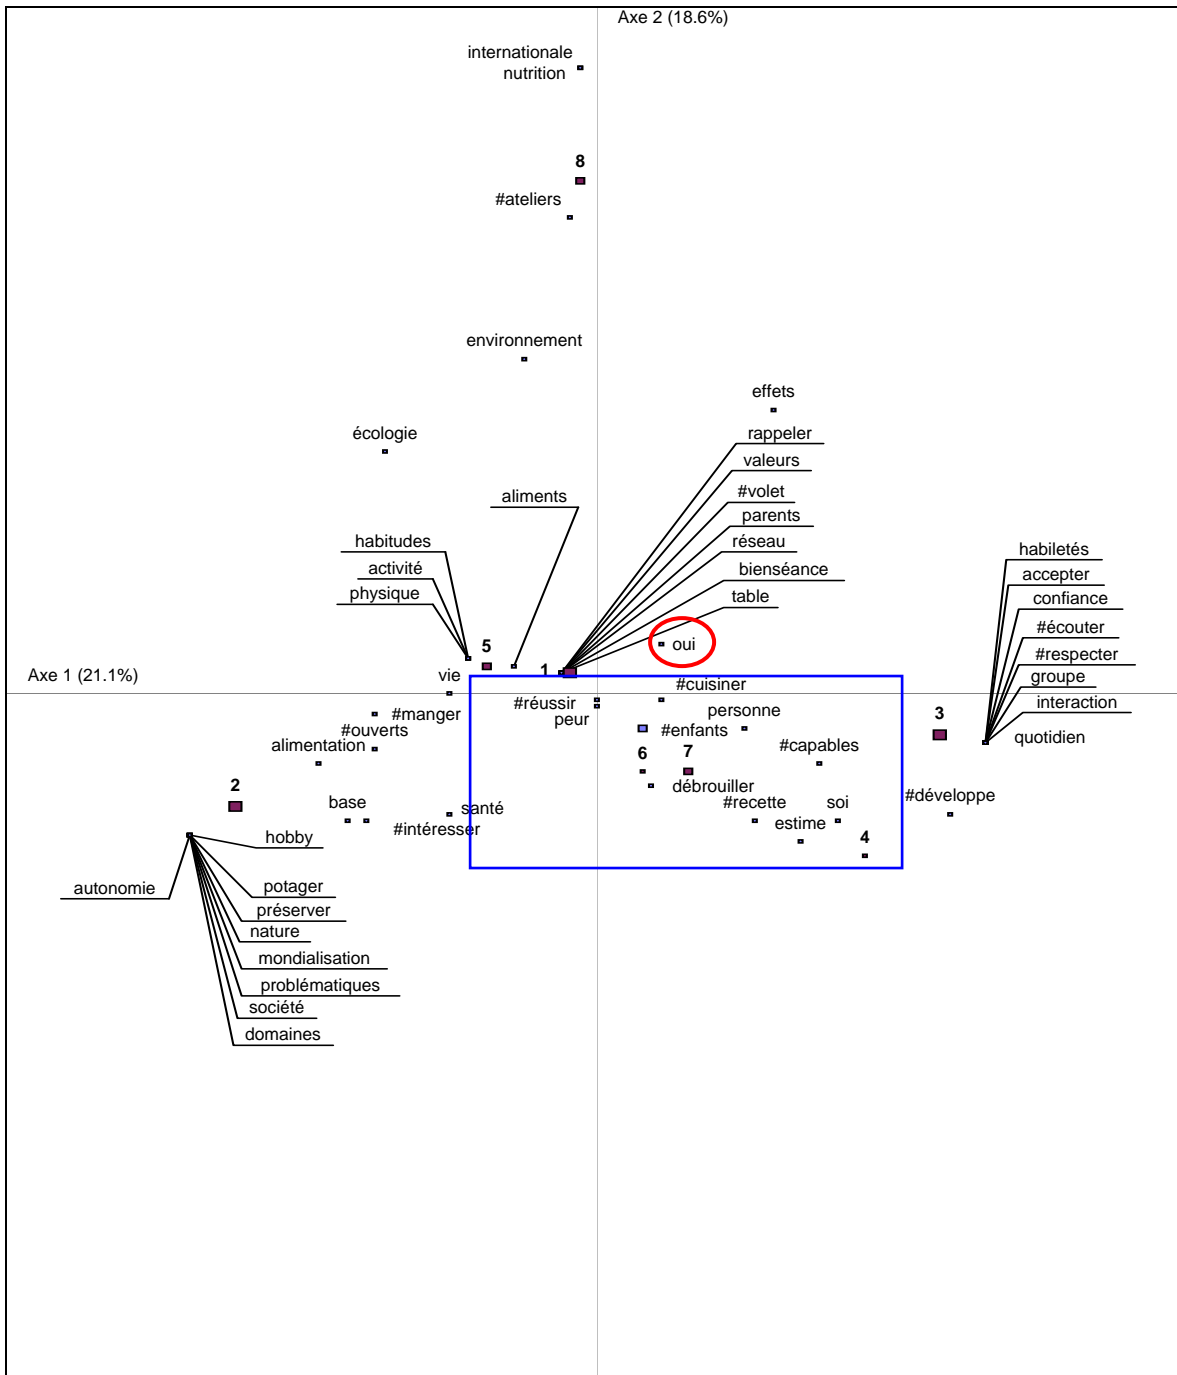 Axe 2 (18.6%)
internationale
nutrition
8
#ateliers
environnement
effets
écologie
rappeler
valeurs
aliments
#volet
parents
habitudes
réseau
habiletés
activité
bienséance
accepter
physique
table
confiance
#écouter
5
oui
#respecter
Axe 1 (21.1%)
vie
1
groupe
#cuisiner
#réussir
interaction
#manger
peur
personne
3
#ouverts
#enfants
quotidien
alimentation
6
7
#capables
2
débrouiller
base
santé
#recette
soi
#développe
#intéresser
estime
hobby
4
autonomie
potager
préserver
nature
mondialisation
problématiques
société
domaines